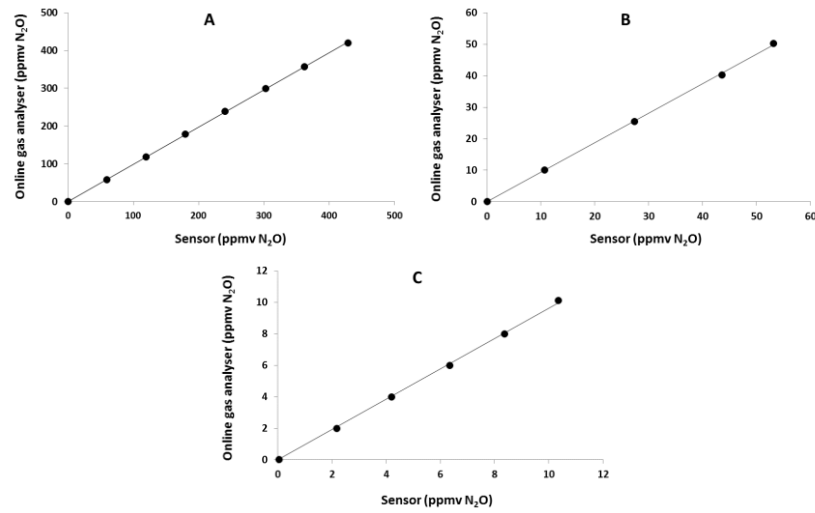 A
Online gas analyser (ppmv N₂O)
500
400
300
200
100
0
0 100 200 300 400 500
Sensor (ppmv N₂O)
B
Online gas analyser (ppmv N₂O)
60
50
40
30
20
10
0
0 10 20 30 40 50 60
Sensor (ppmv N₂O)
C
Online gas analyser (ppmv N₂O)
12
10
8
6
4
2
0
0 2 4 6 8 10 12
Sensor (ppmv N₂O)